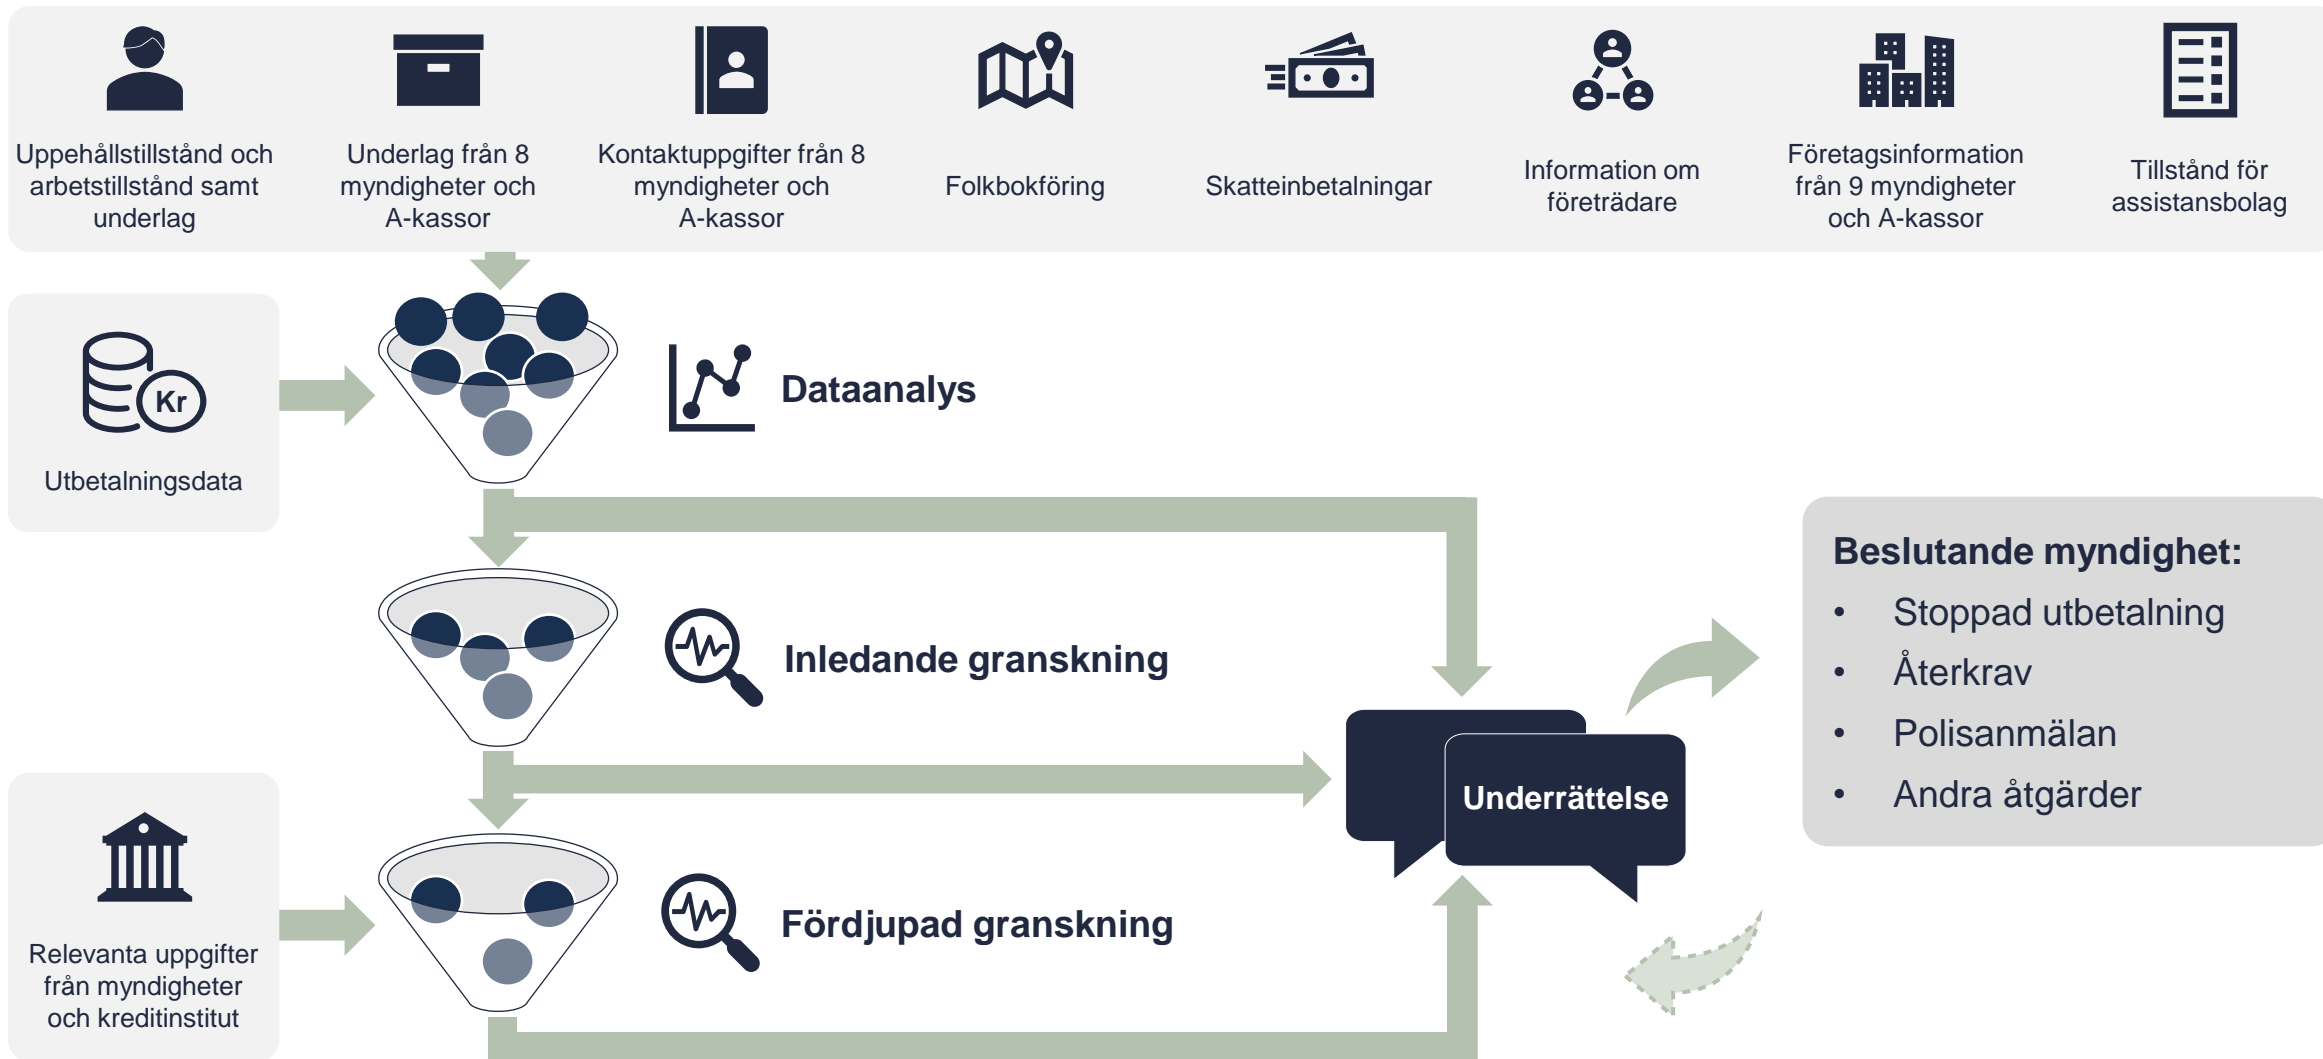 Uppehållstillstånd och
arbetstillstånd samt
underlag
Underlag från 8
myndigheter och
A-kassor
Kontaktuppgifter från 8
myndigheter och
A-kassor
Folkbokföring
Skatteinbetalningar
Information om
företrädare
Företagsinformation
från 9 myndigheter
och A-kassor
Tillstånd för
assistansbolag
Kr
Utbetalningsdata
Dataanalys
Inledande granskning
Relevanta uppgifter
från myndigheter
och kreditinstitut
Fördjupad granskning
Underrättelse
Beslutande myndighet:
• Stoppad utbetalning
• Återkrav
• Polisanmälan
• Andra åtgärder